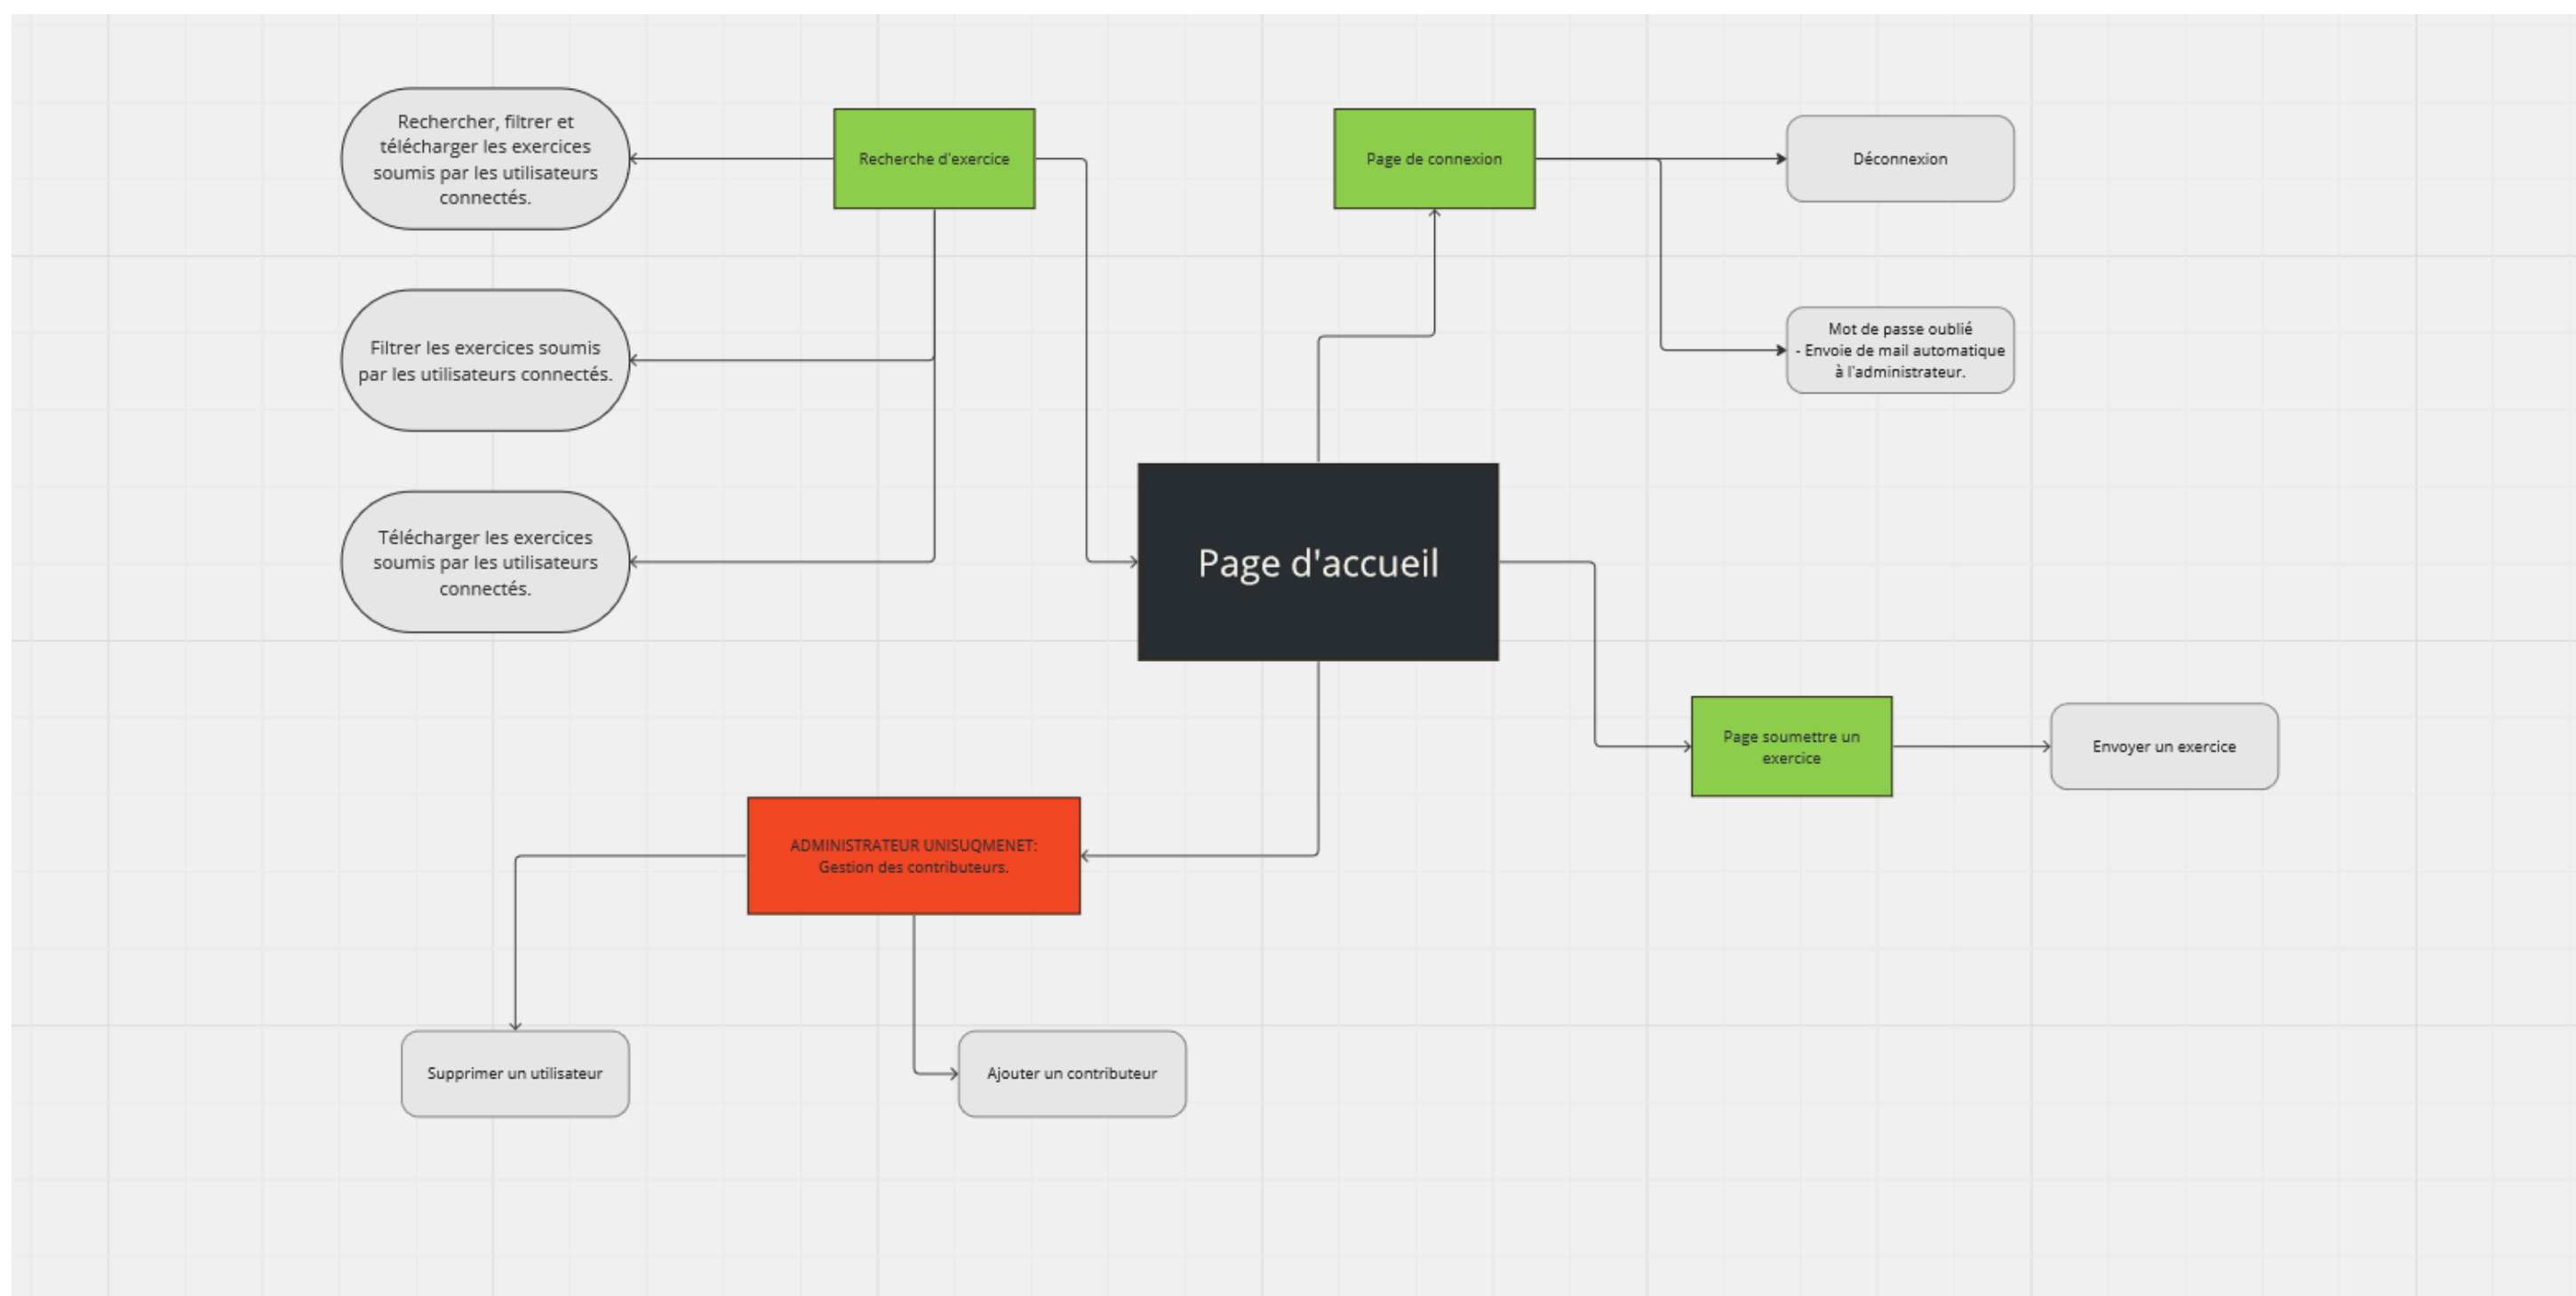 Rechercher, filtrer et
télécharger les exercices
soumis par les utilisateurs
connectés.
Recherche d'exercice
Page de connexion
Déconnexion
Filtrer les exercices soumis
par les utilisateurs connectés.
Mot de passe oublié
- Envoie de mail automatique
à l'administrateur.
Télécharger les exercices
soumis par les utilisateurs
connectés.
Page d'accueil
Page soumettre un
exercice
Envoyer un exercice
ADMINISTRATEUR UNISUQMENET:
Gestion des contributeurs.
Supprimer un utilisateur
Ajouter un contributeur